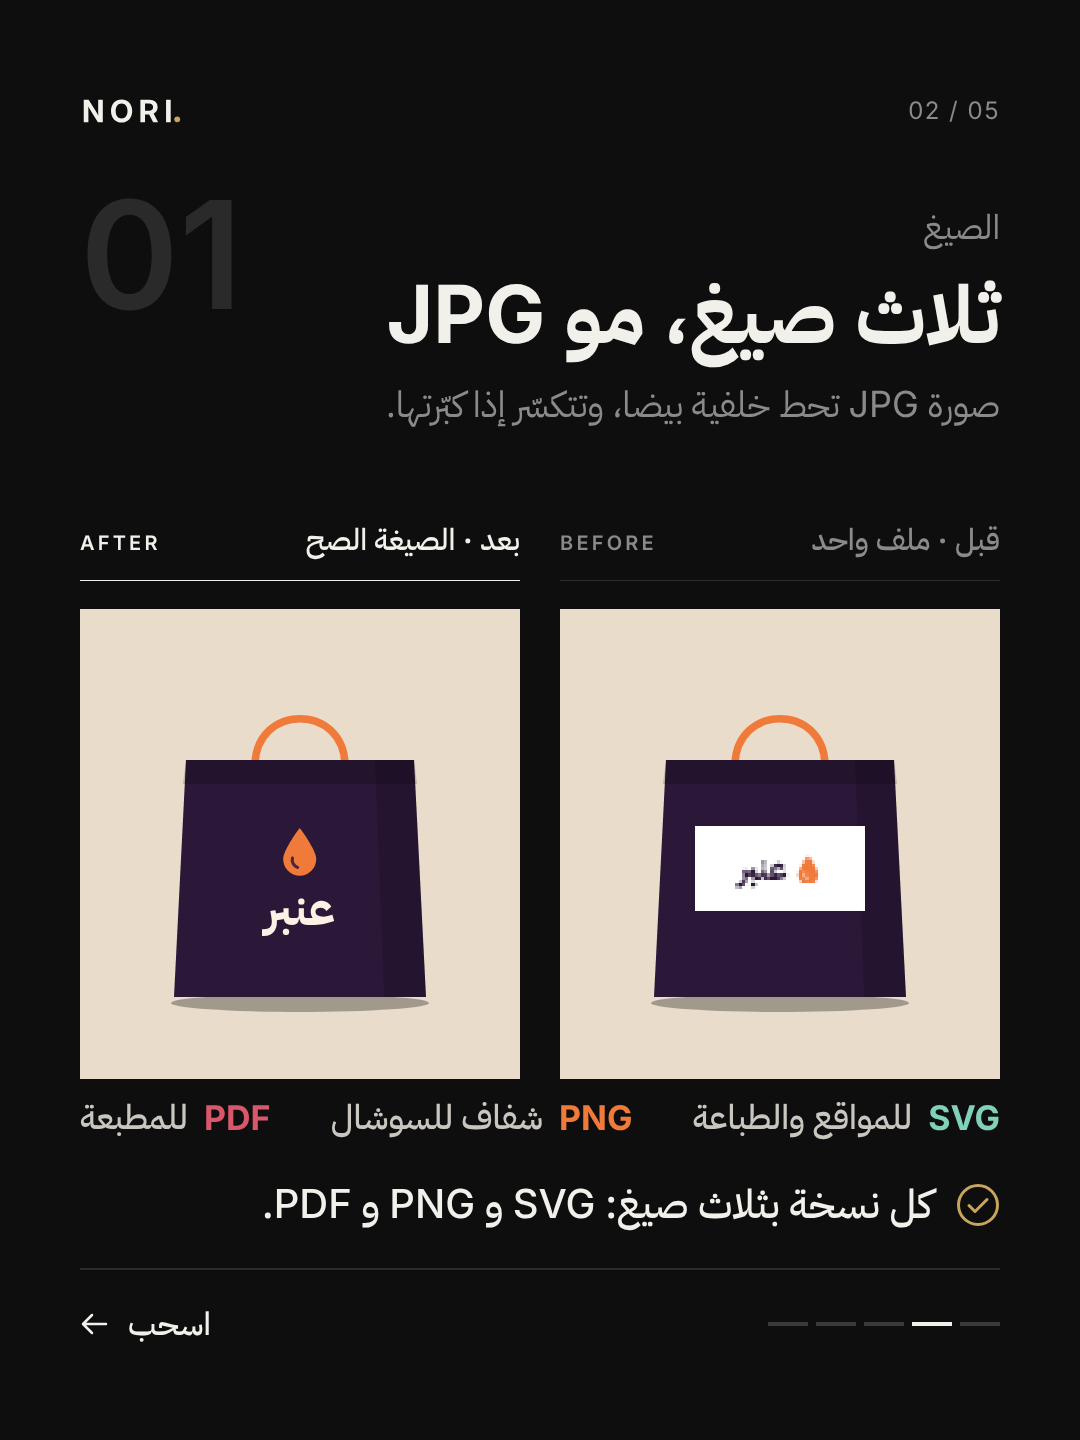 NORI.
02 / 05
01
الصيغ
ثلاث صيغ، مو JPG
صورة JPG تحط خلفية بيضا، وتتكسّر إذا كبّرتها.
قبل · ملف واحد
BEFORE
بعد · الصيغة الصح
AFTER
عنبر
عنبر
SVG للمواقع والطباعة
PNG شفاف للسوشال
PDF للمطبعة
كل نسخة بثلاث صيغ: SVG و PNG و PDF.
اسحب